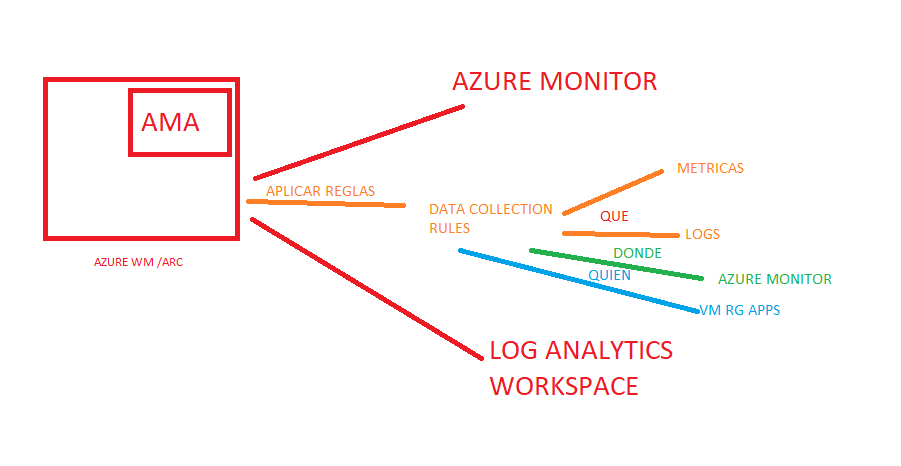 AZURE MONITOR
AMA
METRICAS
APLICAR REGLAS
DATA COLLECTION
RULES
QUE
LOGS
DONDE
AZURE WM /ARC
QUIEN
AZURE MONITOR
VM RG APPS
LOG ANALYTICS
WORKSPACE